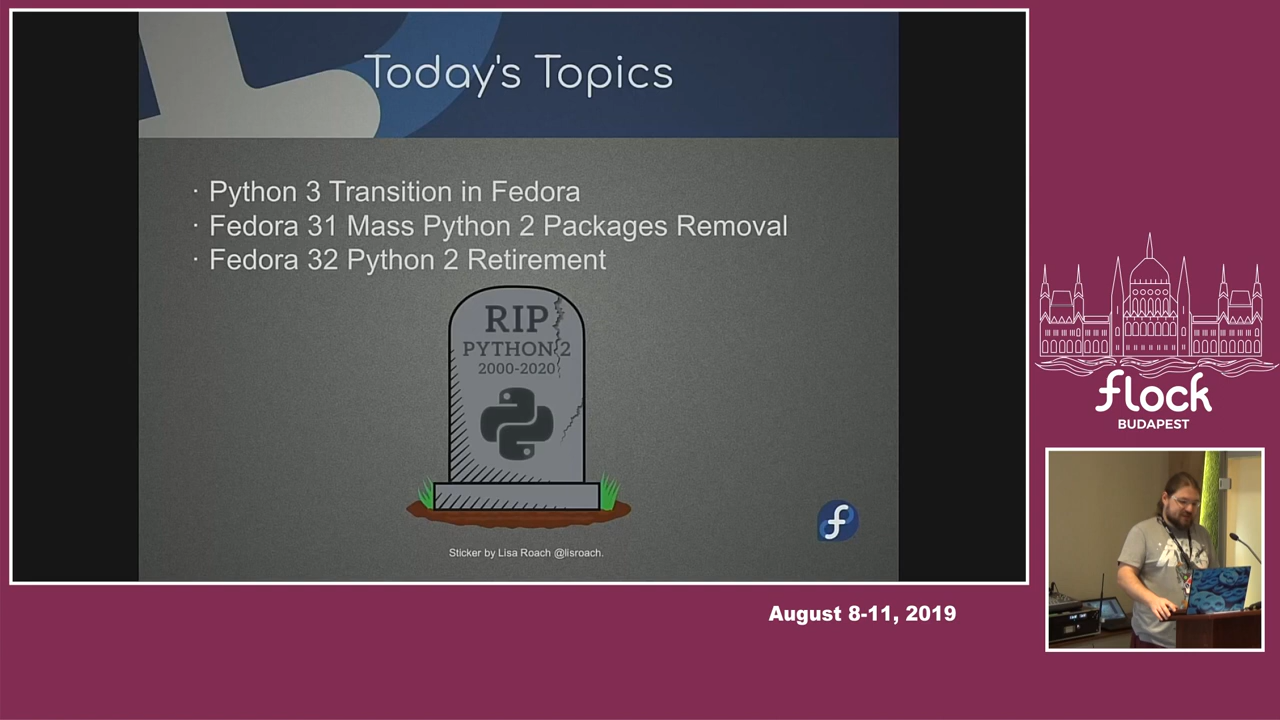 Today's Topics
· Python 3 Transition in Fedora
· Fedora 31 Mass Python 2 Packages Removal
· Fedora 32 Python 2 Retirement
RIP
PYTHON 2
2000-2020
Sticker by Lisa Roach @lisroach.
flock
BUDAPEST
August 8-11, 2019